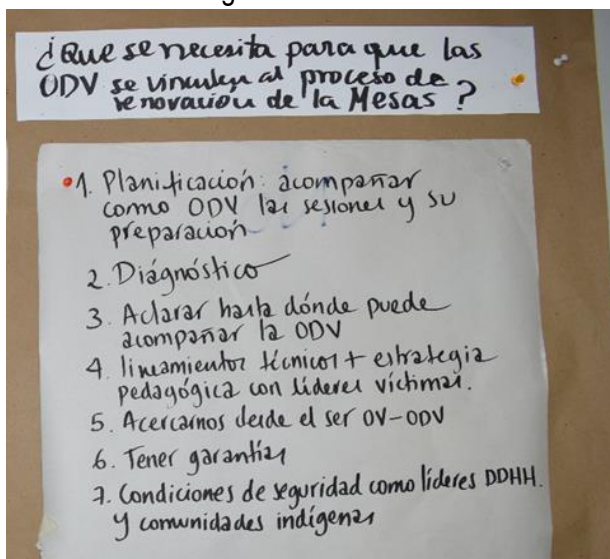 ¿Que se necesita para que las
ODV se vinculen al proceso de
renovación de la Mesas?
1. Planificación: acompañar
como ODV las sesiones y su
preparación
2. Diágnóstico
3. Aclarar hasta dónde puede
acompañar la ODV
4. lineamientos técnicos + estrategia
pedagógica con líderes víctimas.
5. Acercarnos desde el ser OV-ODV
6. Tener garantías
7. Condiciones de seguridad como líderes DDHH.
y comunidades indígenas